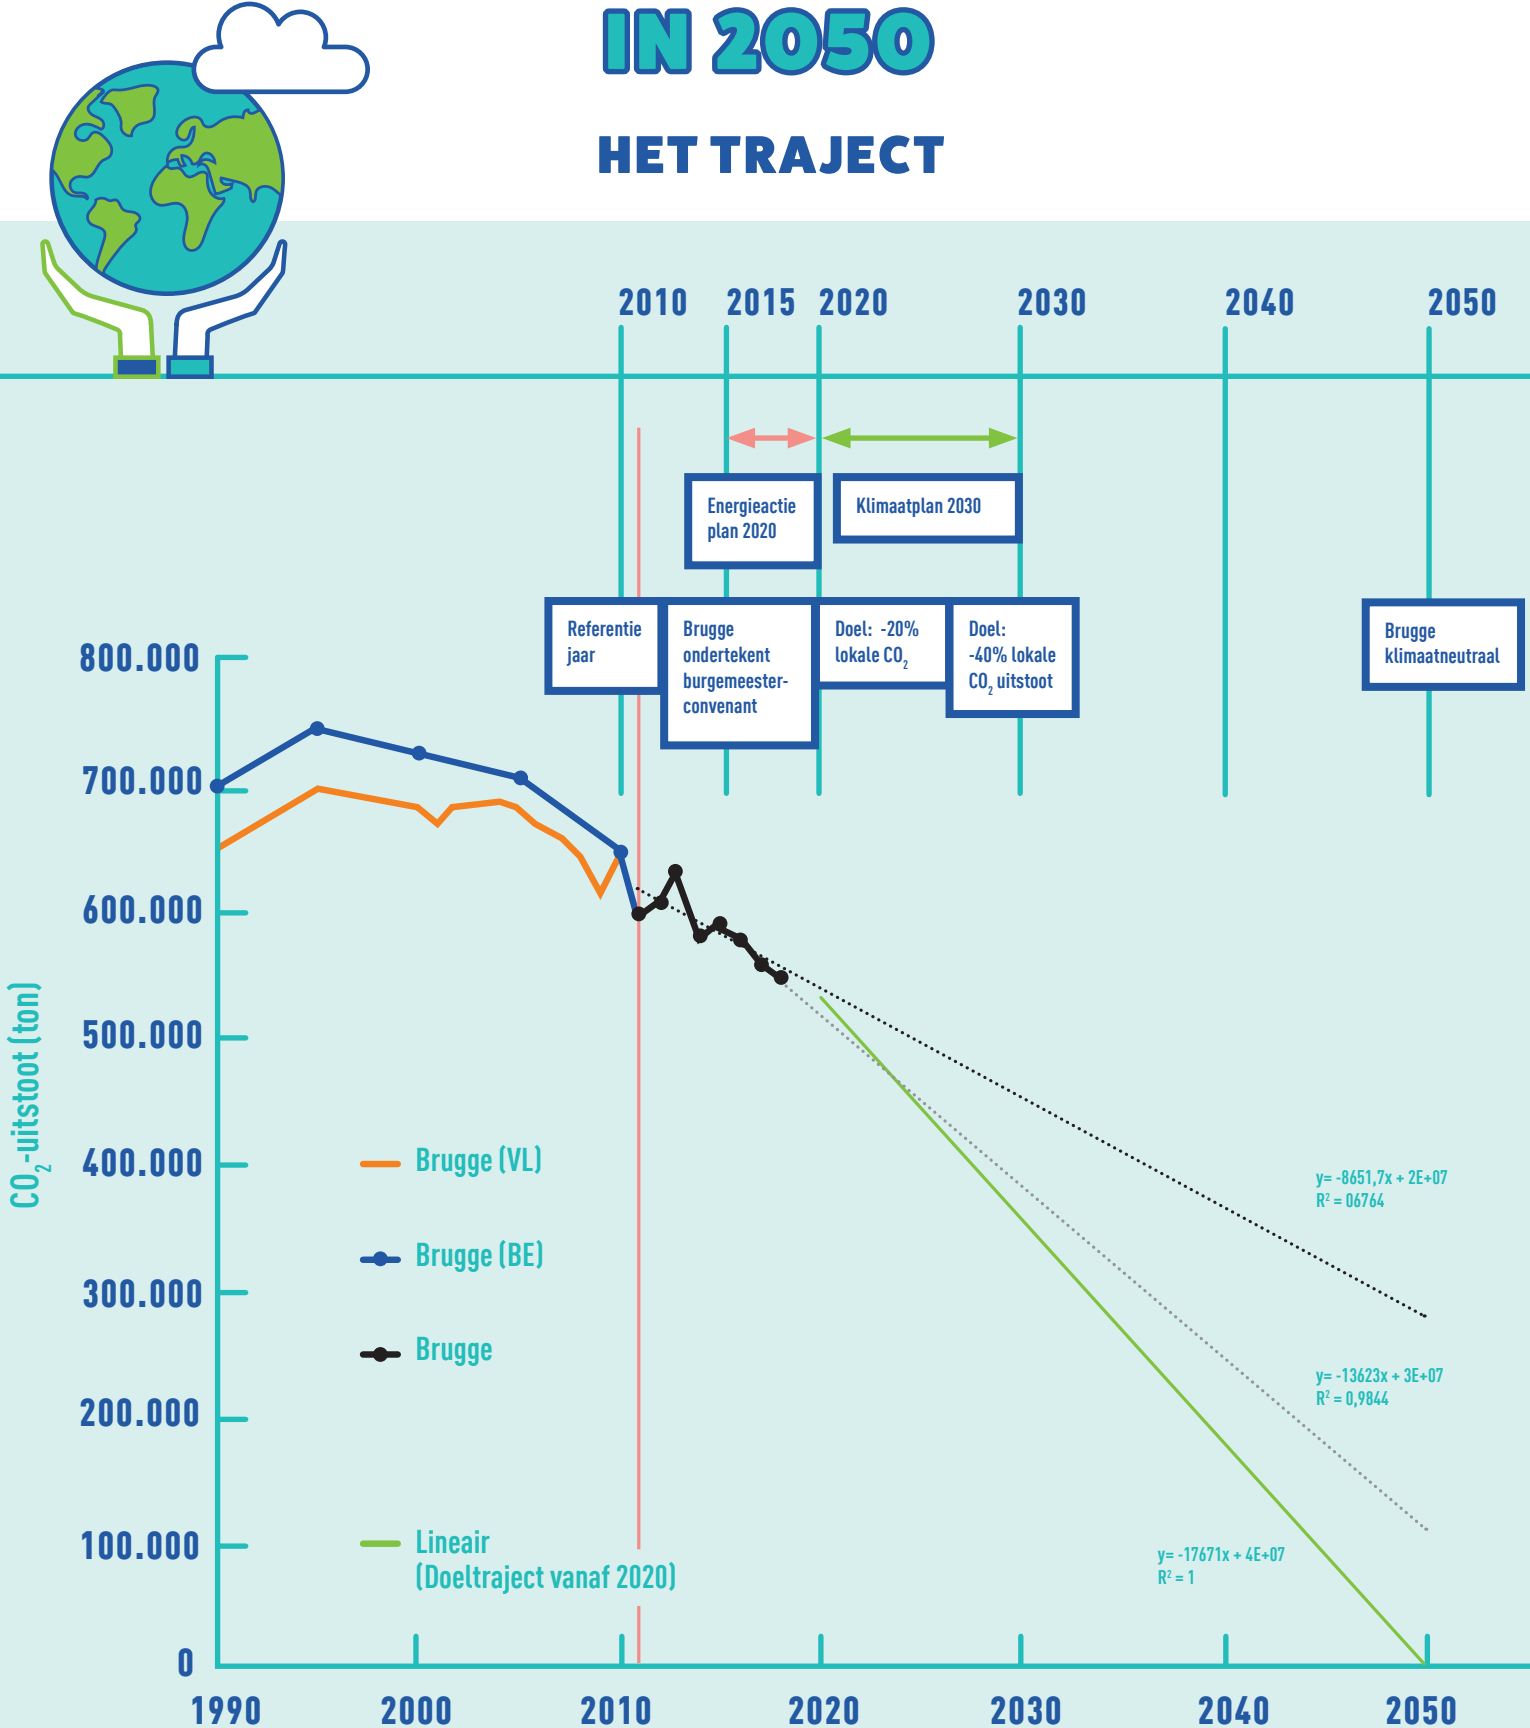 IN 2050
HET TRAJECT
2010 2015 2020 2030 2040 2050
Energieactie
plan 2020
Klimaatplan 2030
Referentie
jaar
Brugge
ondertekent
burgemeester-
convenant
Doel: -20%
lokale CO2
Doel:
-40% lokale
CO2 uitstoot
Brugge
klimaatneutraal
CO2-uitstoot (ton)
800.000
700.000
600.000
500.000
400.000
300.000
200.000
100.000
0
Brugge (VL)
Brugge (BE)
Brugge
Lineair
(Doeltraject vanaf 2020)
y= -8651,7x + 2E+07
R² = 06764
y= -13623x + 3E+07
R² = 0,9844
y= -17671x + 4E+07
R² = 1
1990 2000 2010 2020 2030 2040 2050